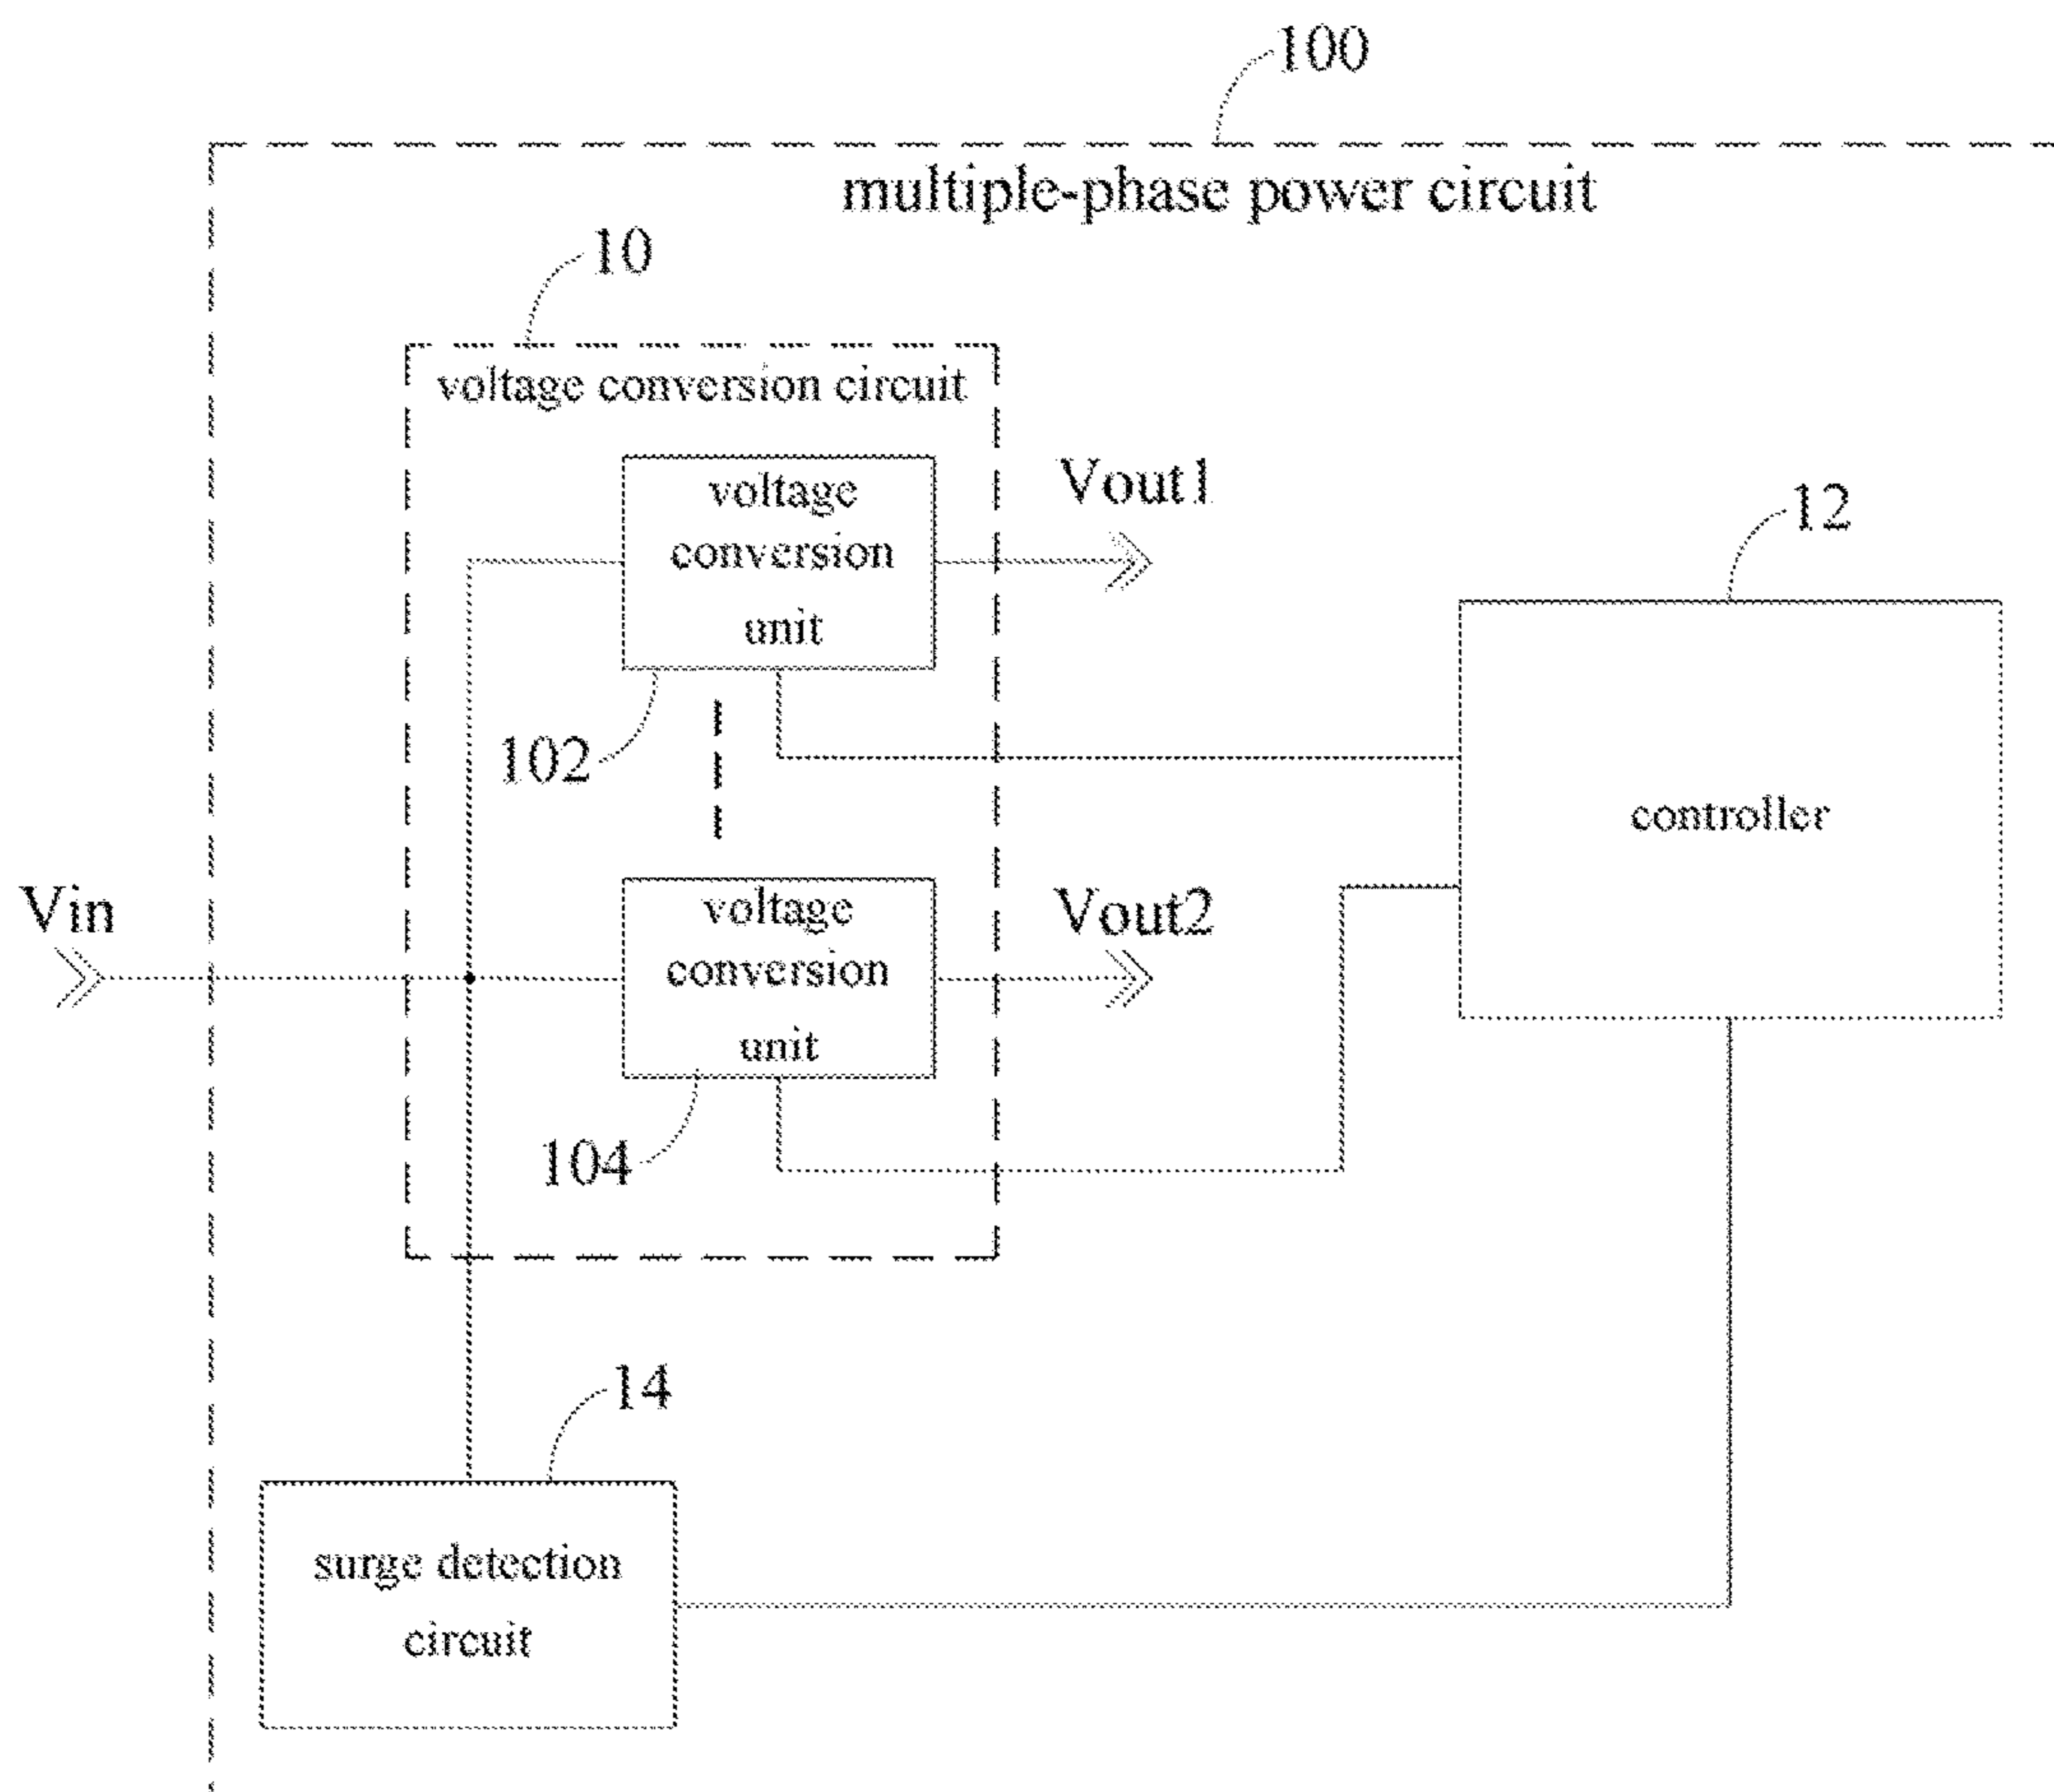 100
multiple-phase power circuit
10
voltage conversion circuit
voltage
conversion
unit
Vout1
12
102
controller
Vin
voltage
conversion
unit
Vout2
104
14
surge detection
circuit